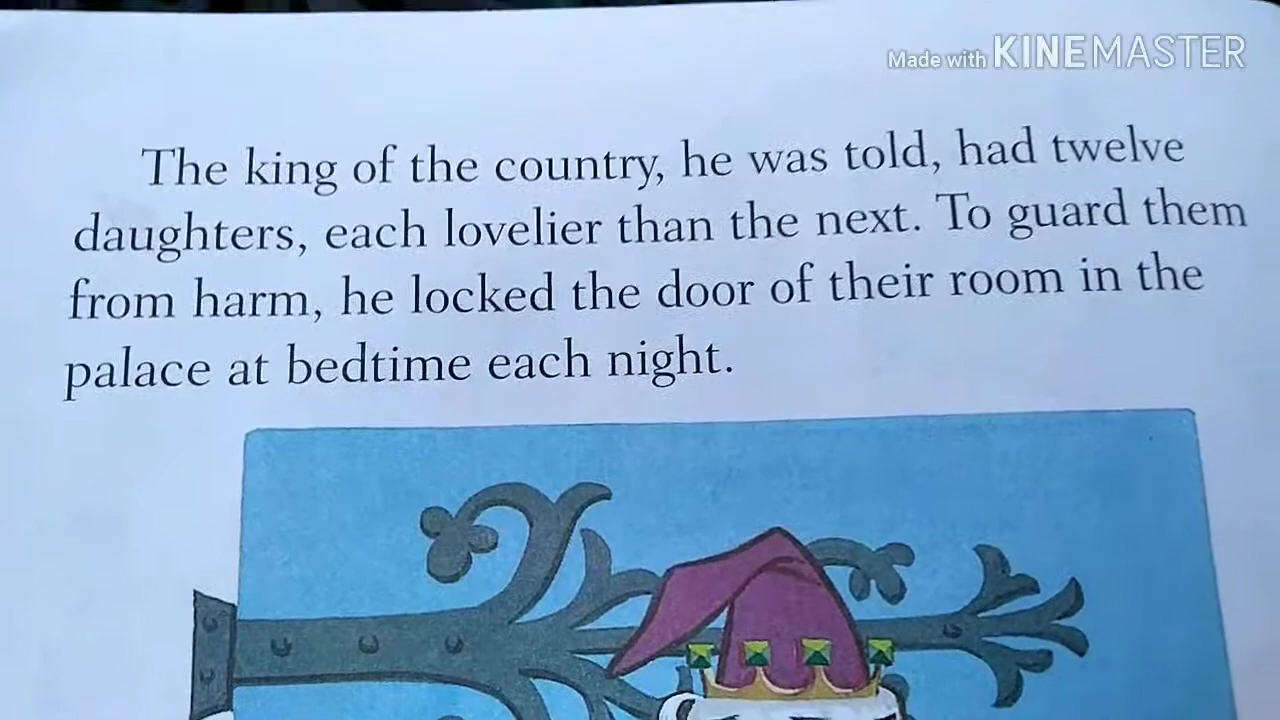 Made with KINEMASTER
The king of the country, he was told, had twelve
daughters, each lovelier than the next. To guard them
from harm, he locked the door of their room in the
palace at bedtime each night.